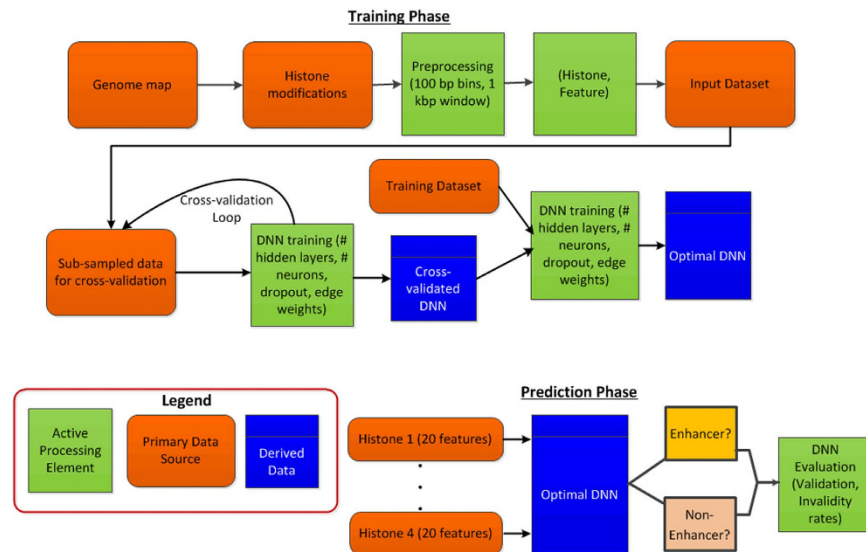 Training Phase
Genome map
Histone
modifications
Preprocessing
(100 bp bins, 1
kbp window)
(Histone,
Feature)
Input Dataset
Cross-validation
Loop
Training Dataset
Sub-sampled data
for cross-validation
DNN training (#
hidden layers, #
neurons,
dropout, edge
weights)
Cross-
validated
DNN
DNN training (#
hidden layers, #
neurons,
dropout, edge
weights)
Optimal DNN
Legend
Active
Processing
Element
Primary Data
Source
Derived
Data
Prediction Phase
Histone 1 (20 features)
Histone 4 (20 features)
Optimal DNN
Enhancer?
Non-
Enhancer?
DNN
Evaluation
(Validation,
Invalidity
rates)